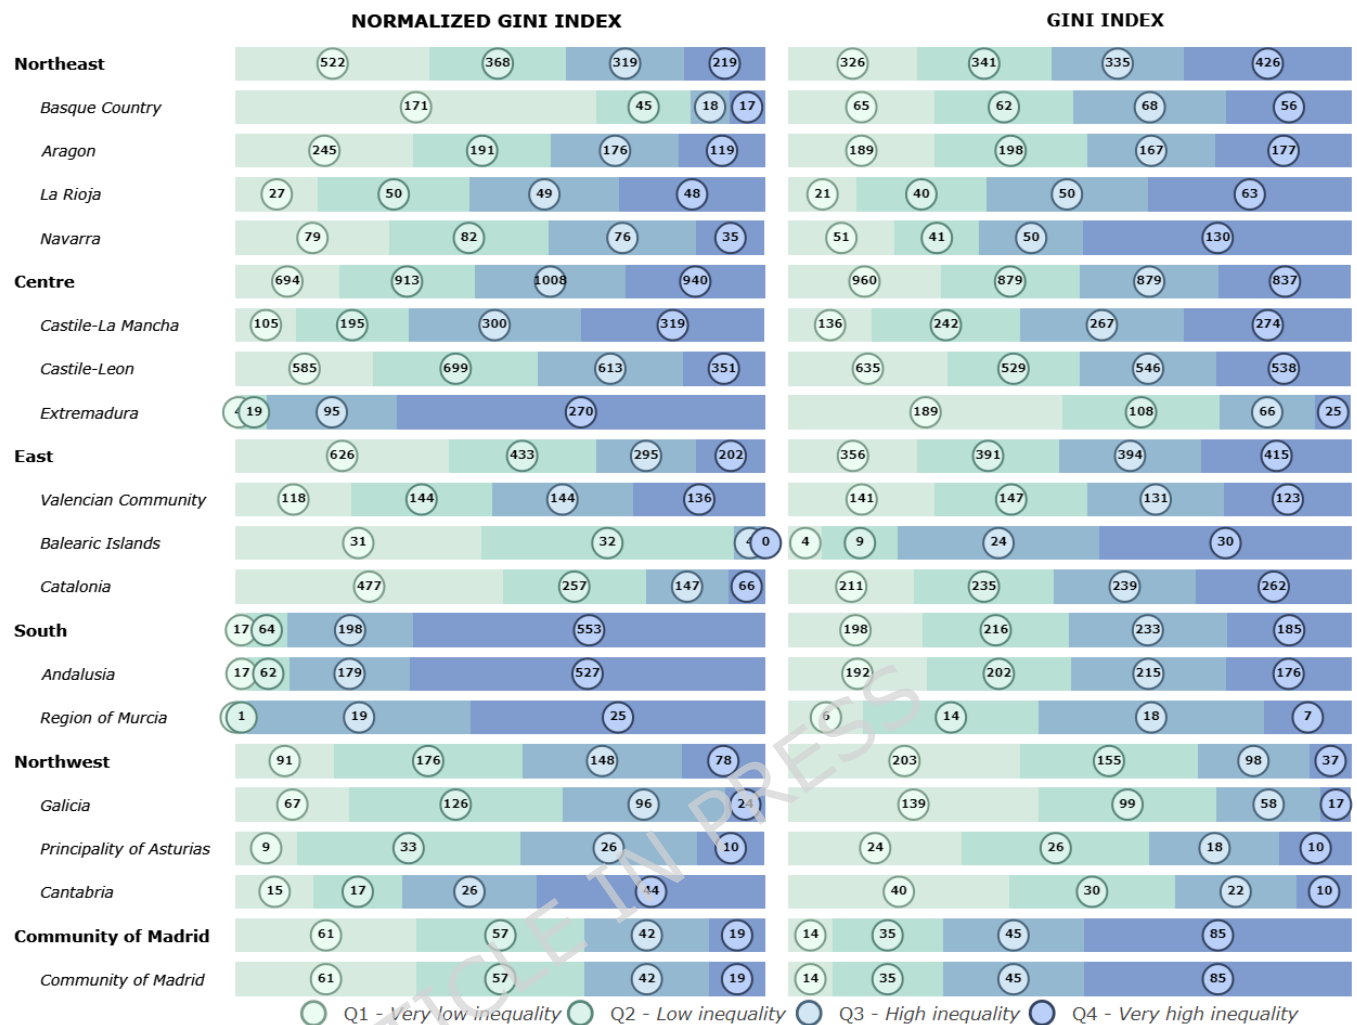 NORMALIZED GINI INDEX GINI INDEX
Northeast 522 368 319 219 326 341 335 426
Basque Country 171 45 18 17 65 62 68 56
Aragon 245 191 176 119 189 198 167 177
La Rioja 27 50 49 48 21 40 50 63
Navarra 79 82 76 35 51 41 50 130
Centre 694 913 1008 940 960 879 879 837
Castile-La Mancha 105 195 300 319 136 242 267 274
Castile-Leon 585 699 613 351 635 529 546 538
Extremadura 4 19 95 270 189 108 66 25
East 626 433 295 202 356 391 394 415
Valencian Community 118 144 144 136 141 147 131 123
Balearic Islands 31 32 4 0 4 9 24 30
Catalonia 477 257 147 66 211 235 239 262
South 17 64 198 553 198 216 233 185
Andalusia 17 62 179 527 192 202 215 176
Region of Murcia 1 19 25 6 14 18 7
Northwest 91 176 148 78 203 155 98 37
Galicia 67 126 96 24 139 99 58 17
Principality of Asturias 9 33 26 10 24 26 18 10
Cantabria 15 17 26 44 40 30 22 10
Community of Madrid 61 57 42 19 14 35 45 85
Community of Madrid 61 57 42 19 14 35 45 85
Q1 - Very low inequality Q2 - Low inequality Q3 - High inequality Q4 - Very high inequality
ARTICLE IN PRESS